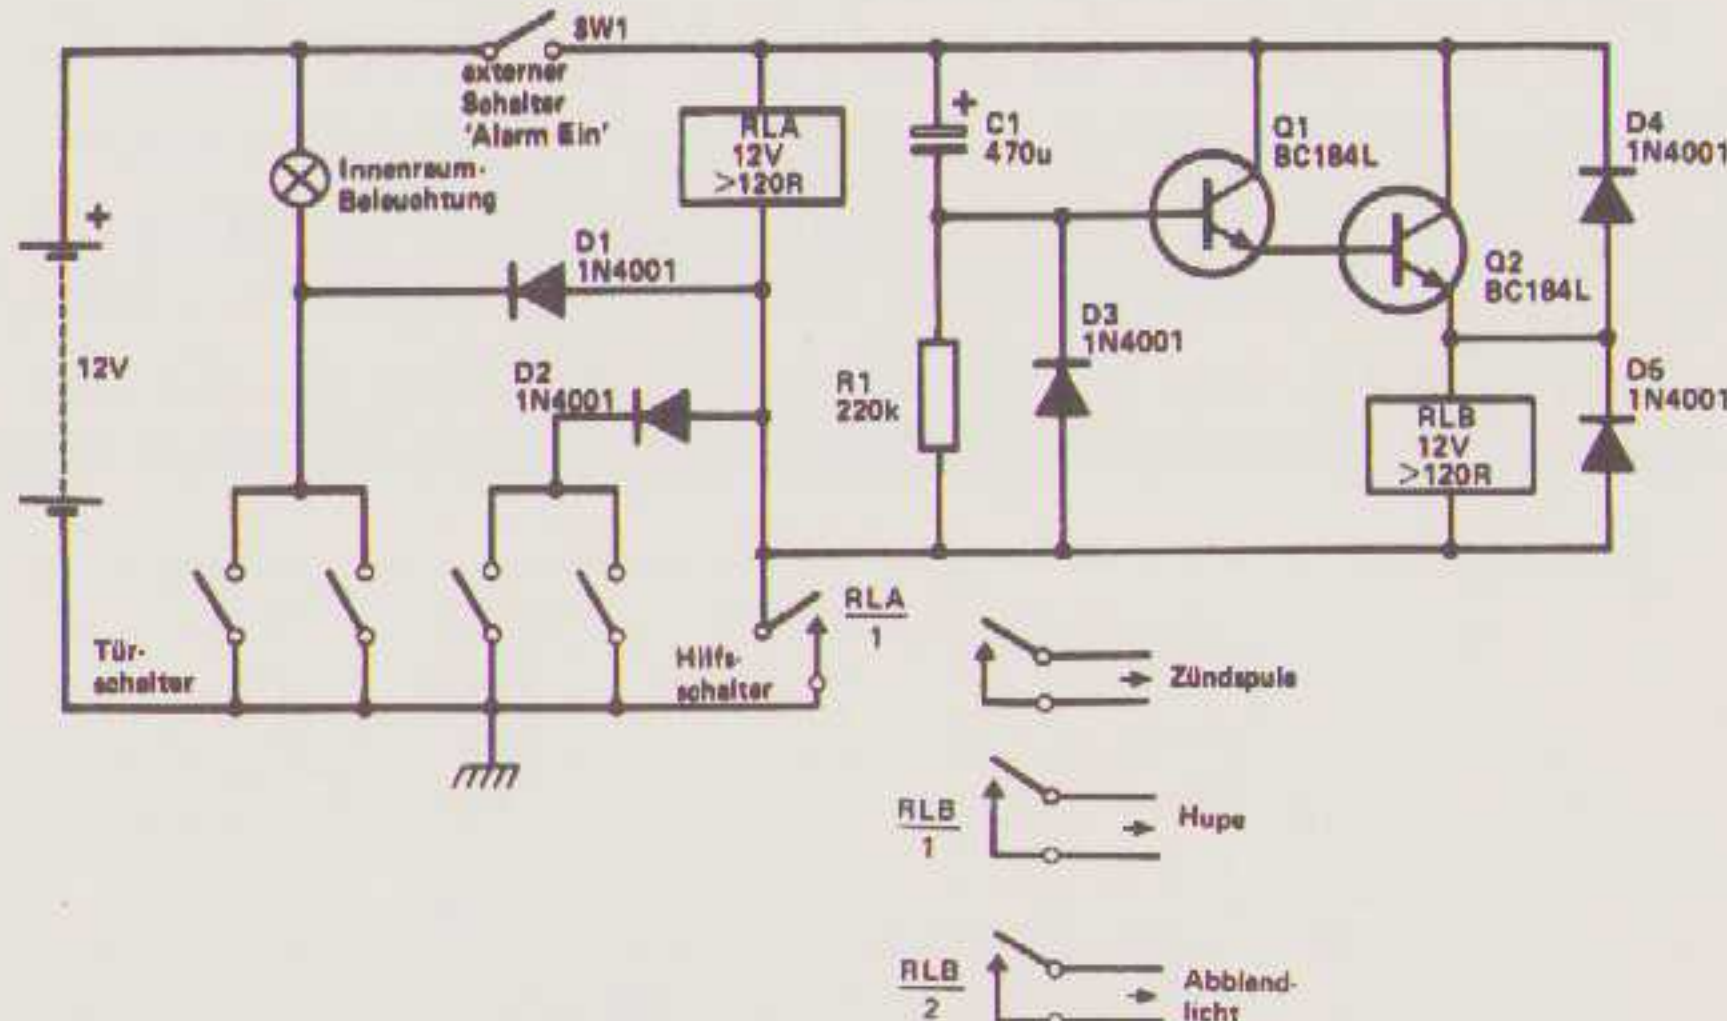 SW1
externer
Schalter
'Alarm Ein'
RLA
12V
>120R
C1
470u
Q1
BC184L
D4
1N4001
Innenraum-
Beleuchtung
+
+
D1
1N4001
Q2
BC184L
D3
1N4001
12V
D2
1N4001
R1
220k
D5
1N4001
RLB
12V
>120R
Tür-
schalter
Hilfs-
schalter
RLA
1
Zündspule
RLB
1
Hupe
RLB
2
Abblend-
licht